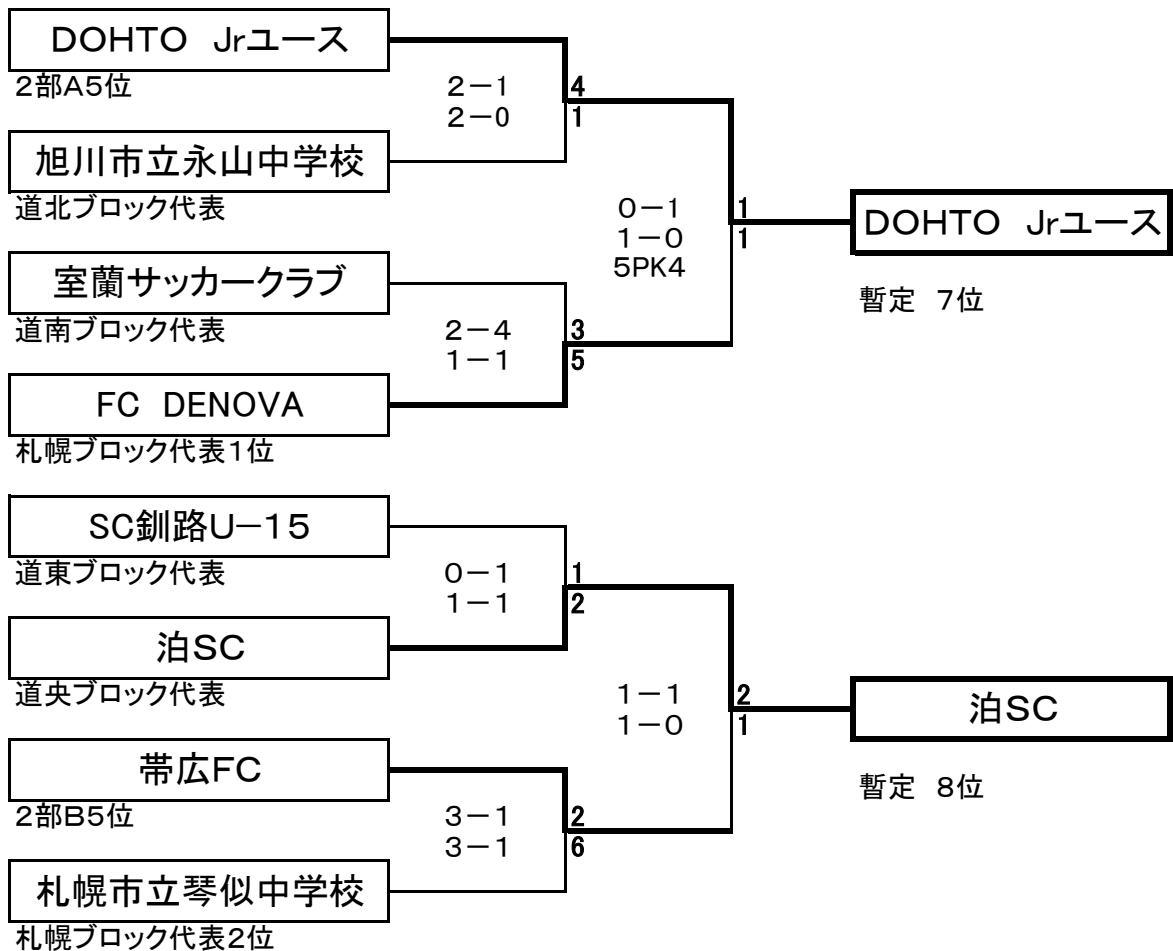 DOHTO　Jrユース
2部A5位
2－1
2－0
4
1
旭川市立永山中学校
道北ブロック代表
0－1
1－0
5PK4
1
1
DOHTO　Jrユース
暫定　7位
室蘭サッカークラブ
道南ブロック代表
2－4
1－1
3
5
FC　DENOVA
札幌ブロック代表1位
SC釧路U－15
道東ブロック代表
0－1
1－1
1
2
泊SC
道央ブロック代表
1－1
1－0
2
1
泊SC
暫定　8位
帯広FC
2部B5位
3－1
3－1
2
6
札幌市立琴似中学校
札幌ブロック代表2位